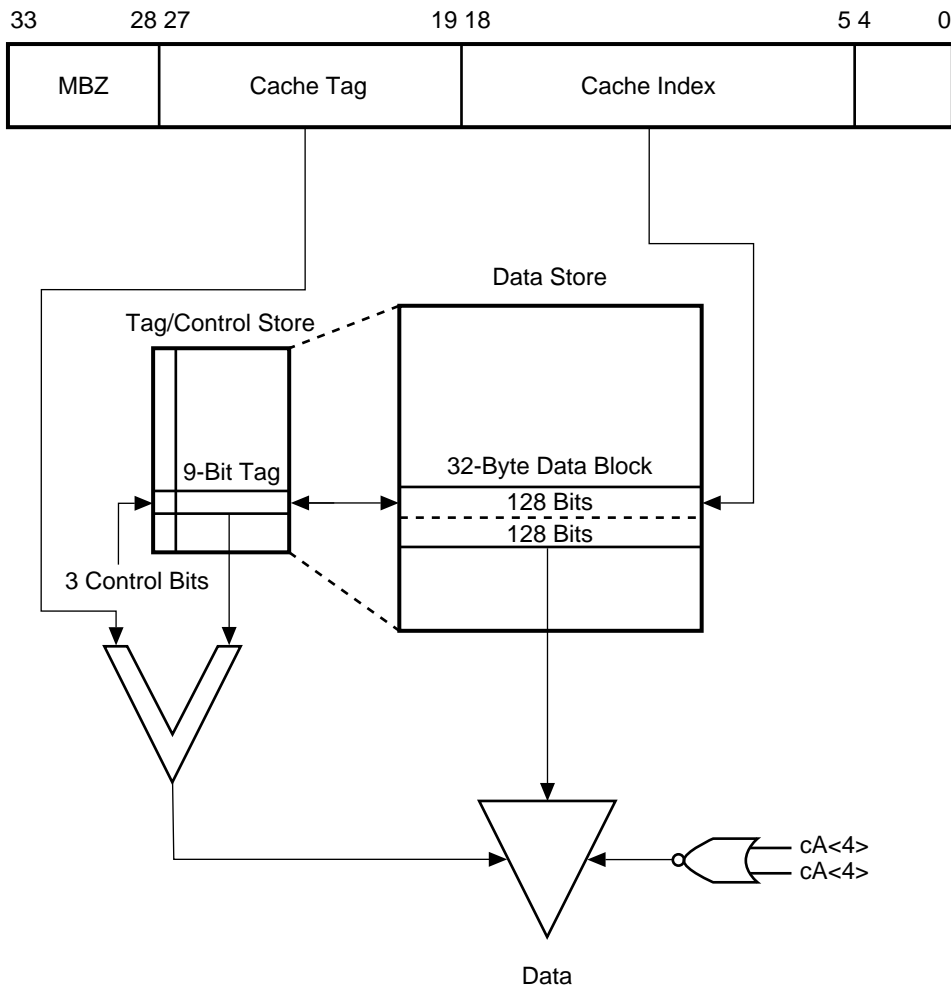 33 28 27 19 18 5 4 0
MBZ Cache Tag Cache Index
Data Store
Tag/Control Store
9-Bit Tag
32-Byte Data Block
128 Bits
128 Bits
3 Control Bits
cA<4>
cA<4>
Data